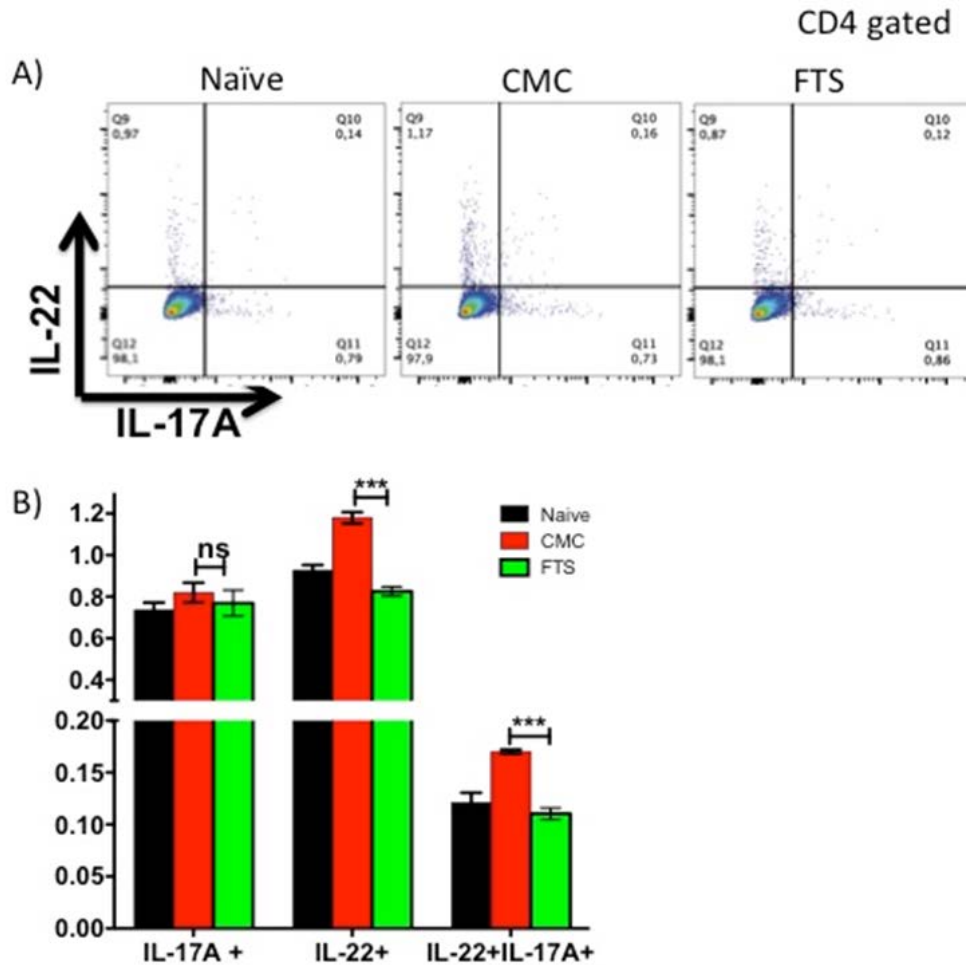 CD4 gated
A)
Naïve
CMC
FTS
Q9
0,97
Q10
0,14
Q9
1,17
Q10
0,16
Q9
0,87
Q10
0,12
Q12
98,1
Q11
0,79
Q12
97,9
Q11
0,73
Q12
98,1
Q11
0,86
IL-22
IL-17A
B)
1.2
1.0
0.8
0.6
0.4
0.20
0.15
0.10
0.05
0.00
ns
***
***
Naive
CMC
FTS
IL-17A +
IL-22+
IL-22+IL-17A+